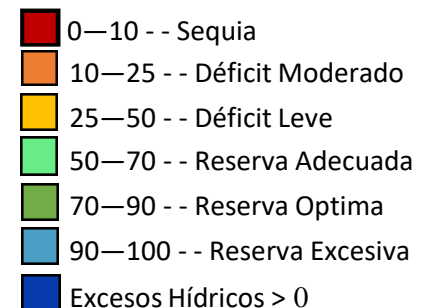 0—10 - - Sequia
10—25 - - Déficit Moderado
25—50 - - Déficit Leve
50—70 - - Reserva Adecuada
70—90 - - Reserva Optima
90—100 - - Reserva Excesiva
Excesos Hídricos > 0